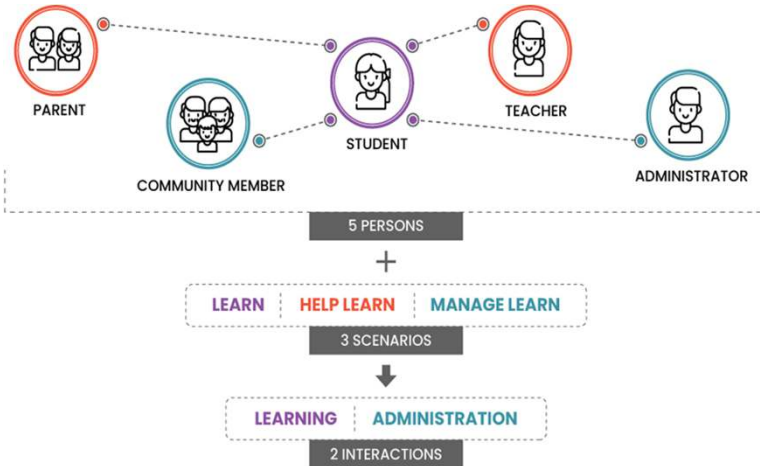 PARENT
COMMUNITY MEMBER
STUDENT
TEACHER
ADMINISTRATOR
5 PERSONS
+
LEARN HELP LEARN MANAGE LEARN
3 SCENARIOS
LEARNING ADMINISTRATION
2 INTERACTIONS